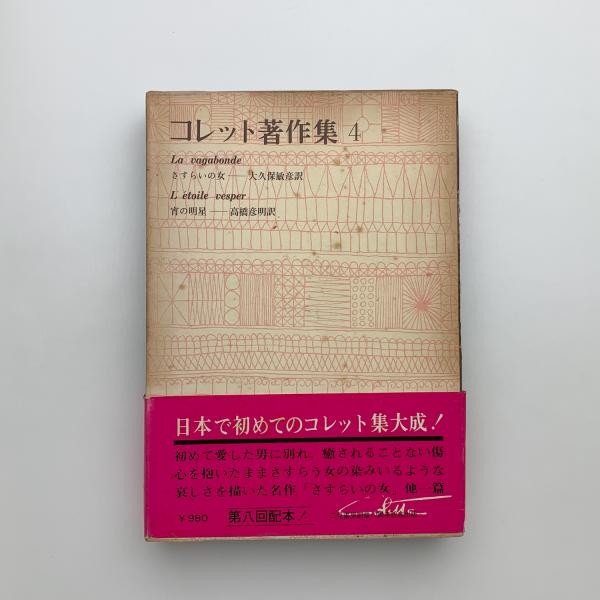 コレット著作集 4
La vagabonde
さすらいの女 ── 大久保敏彦訳
L'étoile vesper
宵の明星 ── 高橋彦明訳
日本で初めてのコレット集大成!
初めて愛した男に別れ、癒されることない傷
心を抱いたままさすらう女の染みいるような
哀しさを描いた名作「さすらいの女」他一篇
￥980 第八回配本! Colette